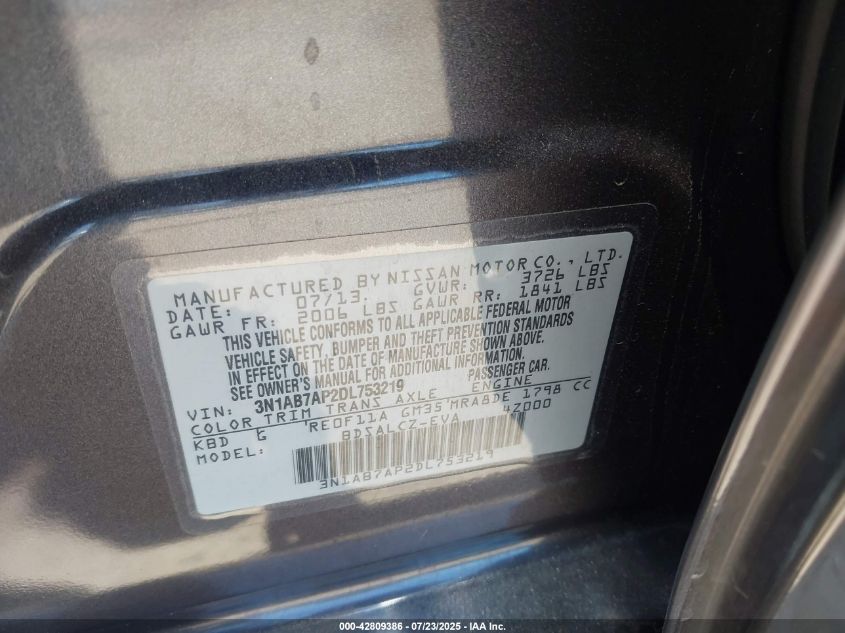 MANUFACTURED BY NISSAN MOTOR CO., LTD.
DATE: 07/13 GVWR: 3726 LBS
GAWR FR: 2006 LBS GAWR RR: 1841 LBS
THIS VEHICLE CONFORMS TO ALL APPLICABLE FEDERAL MOTOR
VEHICLE SAFETY, BUMPER AND THEFT PREVENTION STANDARDS
IN EFFECT ON THE DATE OF MANUFACTURE SHOWN ABOVE.
SEE OWNER'S MANUAL FOR ADDITIONAL INFORMATION.
VIN: 3N1AB7AP2DL753219 PASSENGER CAR.
COLOR TRIM TRANS AXLE ENGINE
KBD G RE0F11A GM35 MRA8DE 1798 CC
MODEL: BDSALCZ-EVA 4Z000
3N1AB7AP2DL753219
000-42809386 - 07/23/2025 - IAA Inc.